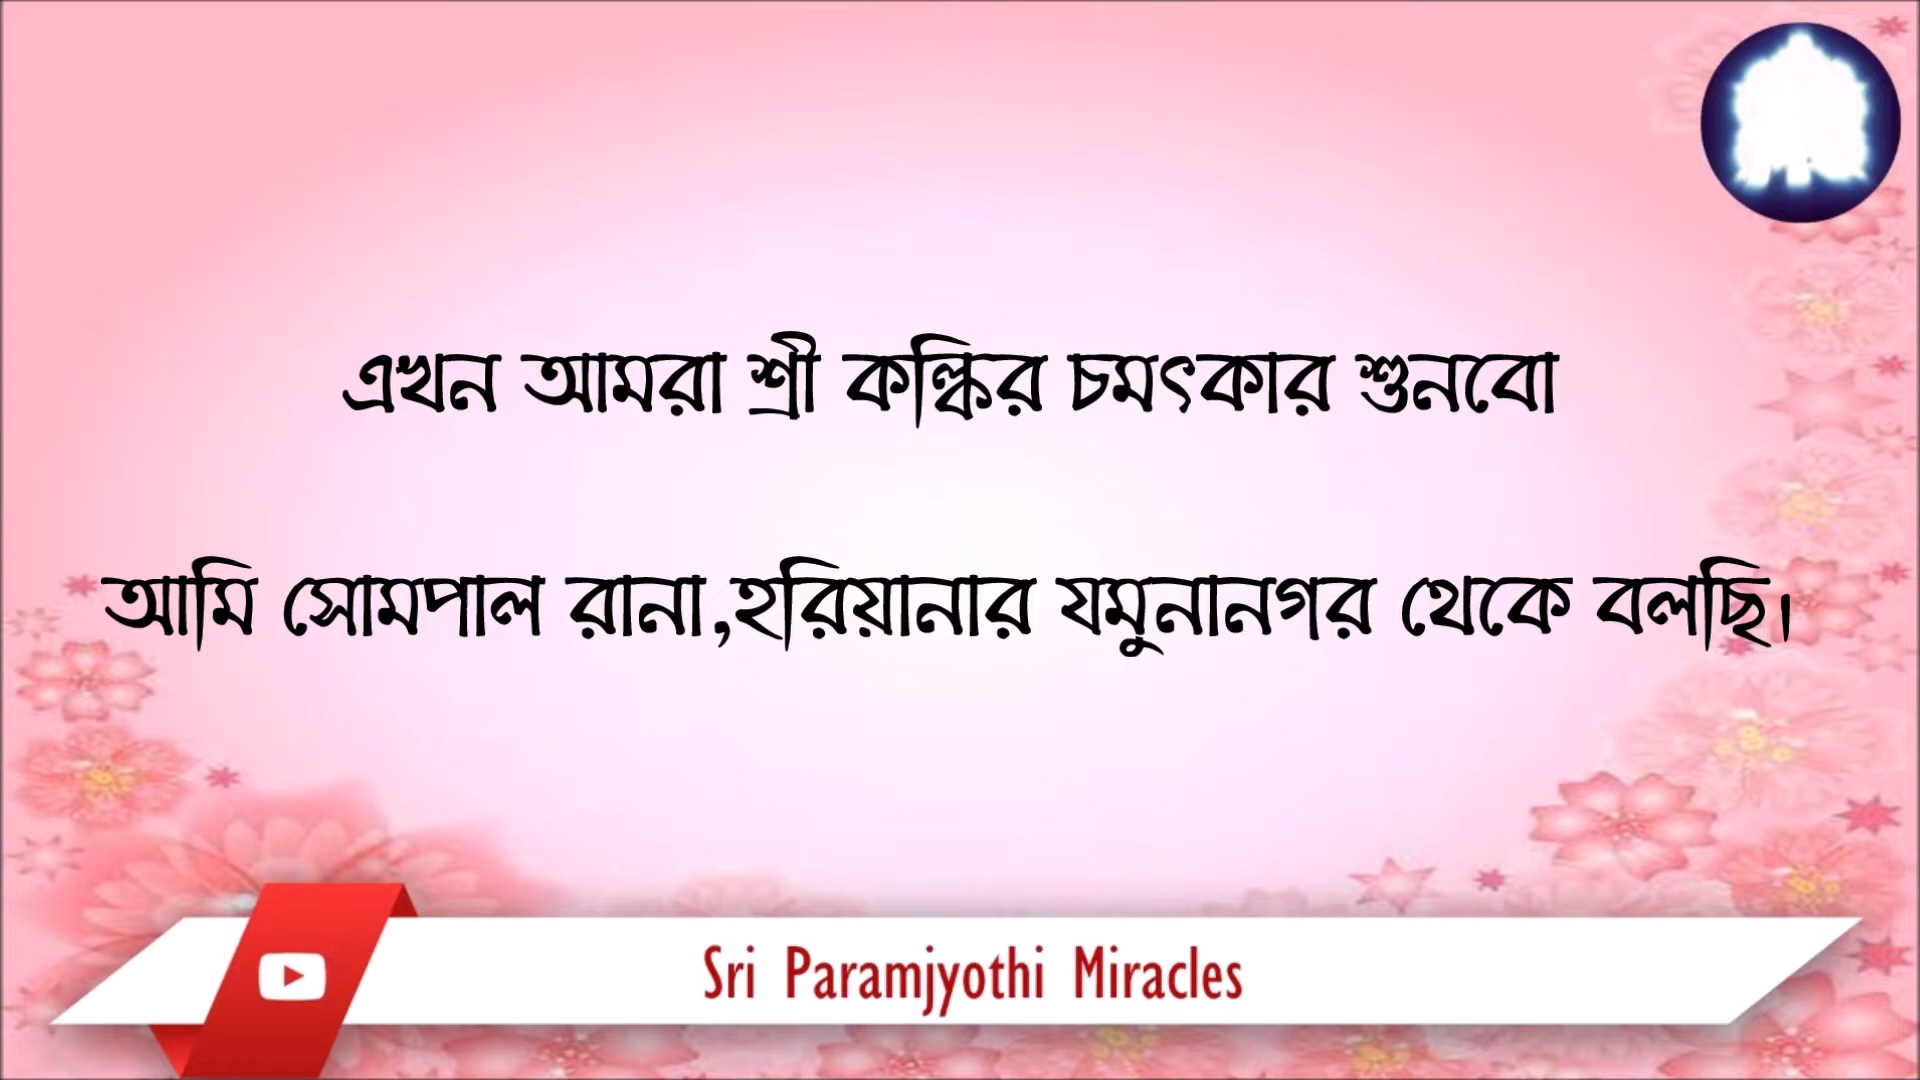 এখন আমরা শ্রী কল্কির চমৎকার শুনবো
আমি সোমপাল রানা,হরিয়ানার যমুনানগর থেকে বলছি।
Sri Paramjyothi Miracles